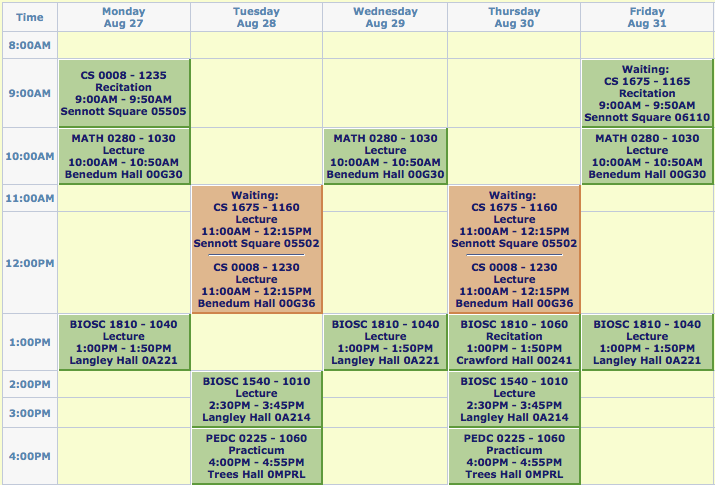 Time
Monday
Aug 27
Tuesday
Aug 28
Wednesday
Aug 29
Thursday
Aug 30
Friday
Aug 31
8:00AM
9:00AM
CS 0008 - 1235
Recitation
9:00AM - 9:50AM
Sennott Square 05505
Waiting:
CS 1675 - 1165
Recitation
9:00AM - 9:50AM
Sennott Square 06110
10:00AM
MATH 0280 - 1030
Lecture
10:00AM - 10:50AM
Benedum Hall 00G30
MATH 0280 - 1030
Lecture
10:00AM - 10:50AM
Benedum Hall 00G30
MATH 0280 - 1030
Lecture
10:00AM - 10:50AM
Benedum Hall 00G30
11:00AM
Waiting:
CS 1675 - 1160
Lecture
11:00AM - 12:15PM
Sennott Square 05502
CS 0008 - 1230
Lecture
11:00AM - 12:15PM
Benedum Hall 00G36
Waiting:
CS 1675 - 1160
Lecture
11:00AM - 12:15PM
Sennott Square 05502
CS 0008 - 1230
Lecture
11:00AM - 12:15PM
Benedum Hall 00G36
12:00PM
1:00PM
BIOSC 1810 - 1040
Lecture
1:00PM - 1:50PM
Langley Hall 0A221
BIOSC 1810 - 1040
Lecture
1:00PM - 1:50PM
Langley Hall 0A221
BIOSC 1810 - 1060
Recitation
1:00PM - 1:50PM
Crawford Hall 00241
BIOSC 1810 - 1040
Lecture
1:00PM - 1:50PM
Langley Hall 0A221
2:00PM
BIOSC 1540 - 1010
Lecture
2:30PM - 3:45PM
Langley Hall 0A214
BIOSC 1540 - 1010
Lecture
2:30PM - 3:45PM
Langley Hall 0A214
3:00PM
4:00PM
PEDC 0225 - 1060
Practicum
4:00PM - 4:55PM
Trees Hall 0MPRL
PEDC 0225 - 1060
Practicum
4:00PM - 4:55PM
Trees Hall 0MPRL